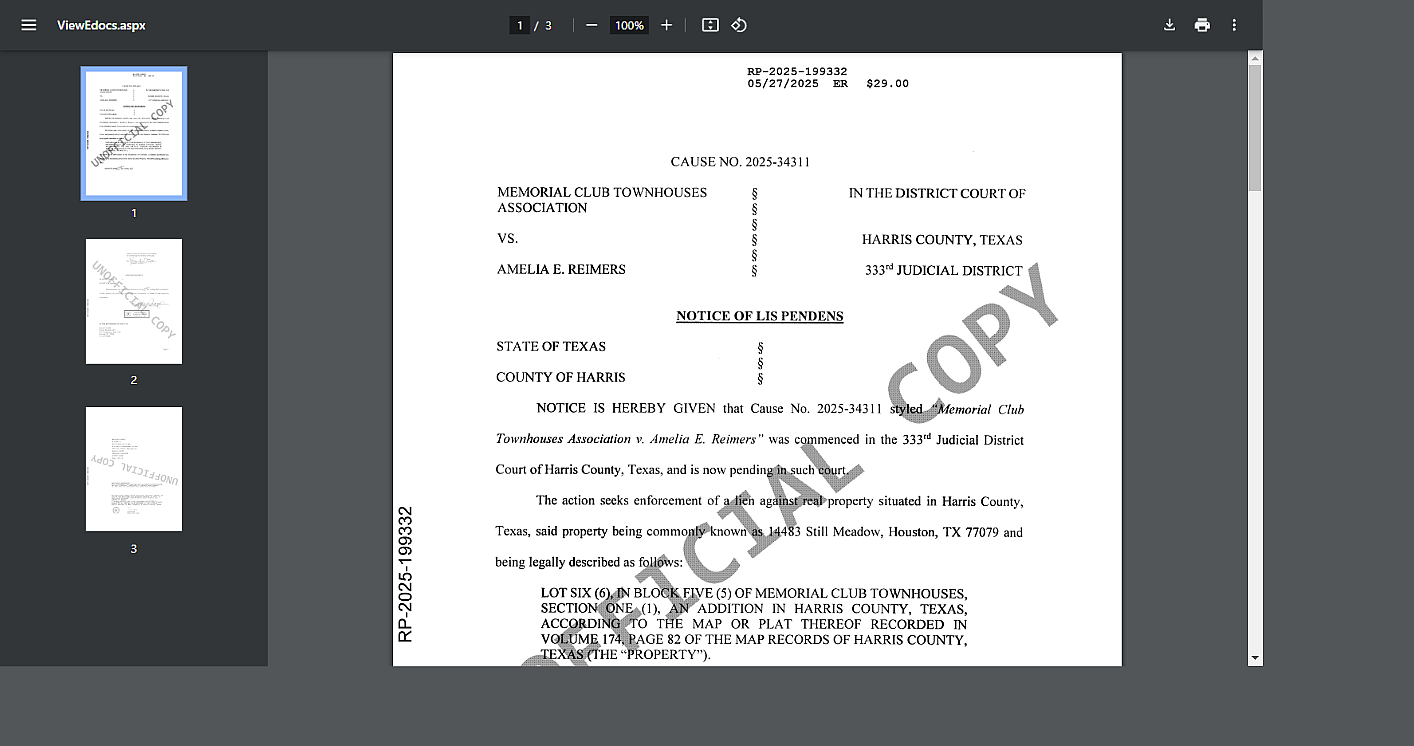 ViewEdocs.aspx
1 / 3
100%
1
2
3
RP-2025-199332
05/27/2025 ER $29.00
CAUSE NO. 2025-34311
MEMORIAL CLUB TOWNHOUSES § IN THE DISTRICT COURT OF
ASSOCIATION §
§
VS. § HARRIS COUNTY, TEXAS
§
AMELIA E. REIMERS § 333rd JUDICIAL DISTRICT
NOTICE OF LIS PENDENS
STATE OF TEXAS §
§
COUNTY OF HARRIS §
NOTICE IS HEREBY GIVEN that Cause No. 2025-34311 styled "Memorial Club
Townhouses Association v. Amelia E. Reimers" was commenced in the 333rd Judicial District
Court of Harris County, Texas, and is now pending in such court.
The action seeks enforcement of a lien against real property situated in Harris County,
Texas, said property being commonly known as 14483 Still Meadow, Houston, TX 77079 and
being legally described as follows:
LOT SIX (6), IN BLOCK FIVE (5) OF MEMORIAL CLUB TOWNHOUSES,
SECTION ONE (1), AN ADDITION IN HARRIS COUNTY, TEXAS,
ACCORDING TO THE MAP OR PLAT THEREOF RECORDED IN
VOLUME 174, PAGE 82 OF THE MAP RECORDS OF HARRIS COUNTY,
TEXAS (THE “PROPERTY”).
RP-2025-199332
OFFICIAL COPY
UNOFFICIAL COPY
UNOFFICIAL COPY
UNOFFICIAL COPY